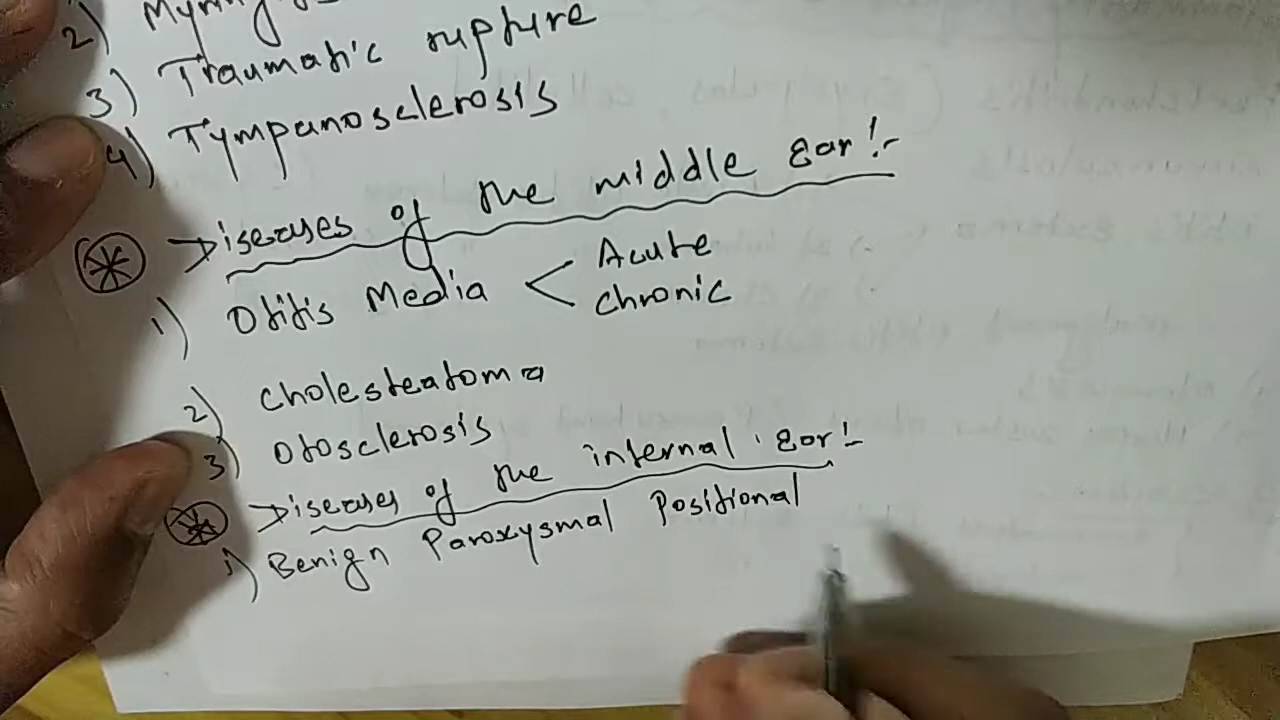 2)
3) Traumatic rupture
4) Tympanosclerosis
Diseases of the middle Ear:-
1) Otitis Media < Acute
Chronic
2) Cholesteatoma
3) Otosclerosis
Diseases of the internal Ear:-
1) Benign Paroxysmal Positional